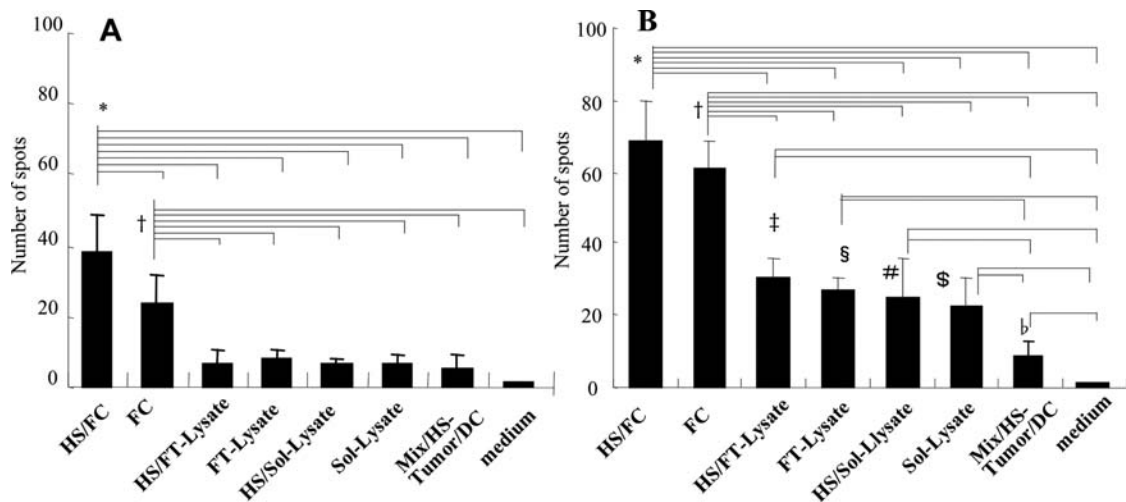 A
Number of spots
100
80
60
40
20
0
*
†
HS/FC
FC
HS/FT-Lysate
FT-Lysate
HS/Sol-Lysate
Sol-Lysate
Mix/HS-
Tumor/DC
medium
B
Number of spots
100
80
60
40
20
0
*
†
‡
§
#
$
♭
HS/FC
FC
HS/FT-Lysate
FT-Lysate
HS/Sol-Llysate
Sol-Lysate
Mix/HS-
Tumor/DC
medium